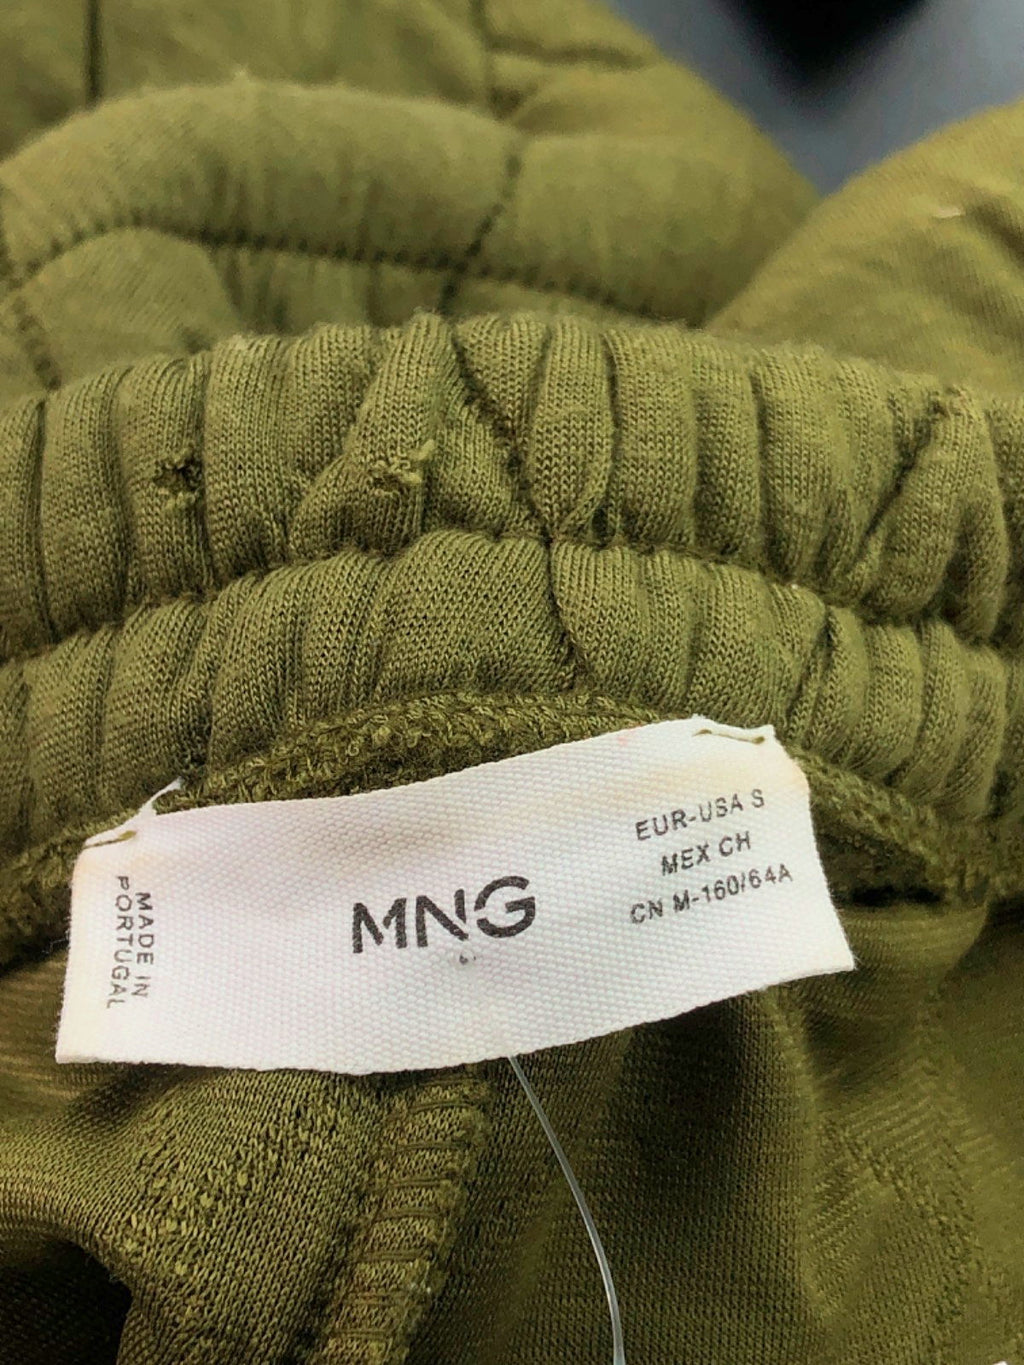 MADE IN
PORTUGAL
MNG
EUR-USA S
MEX CH
CN M-160/64A